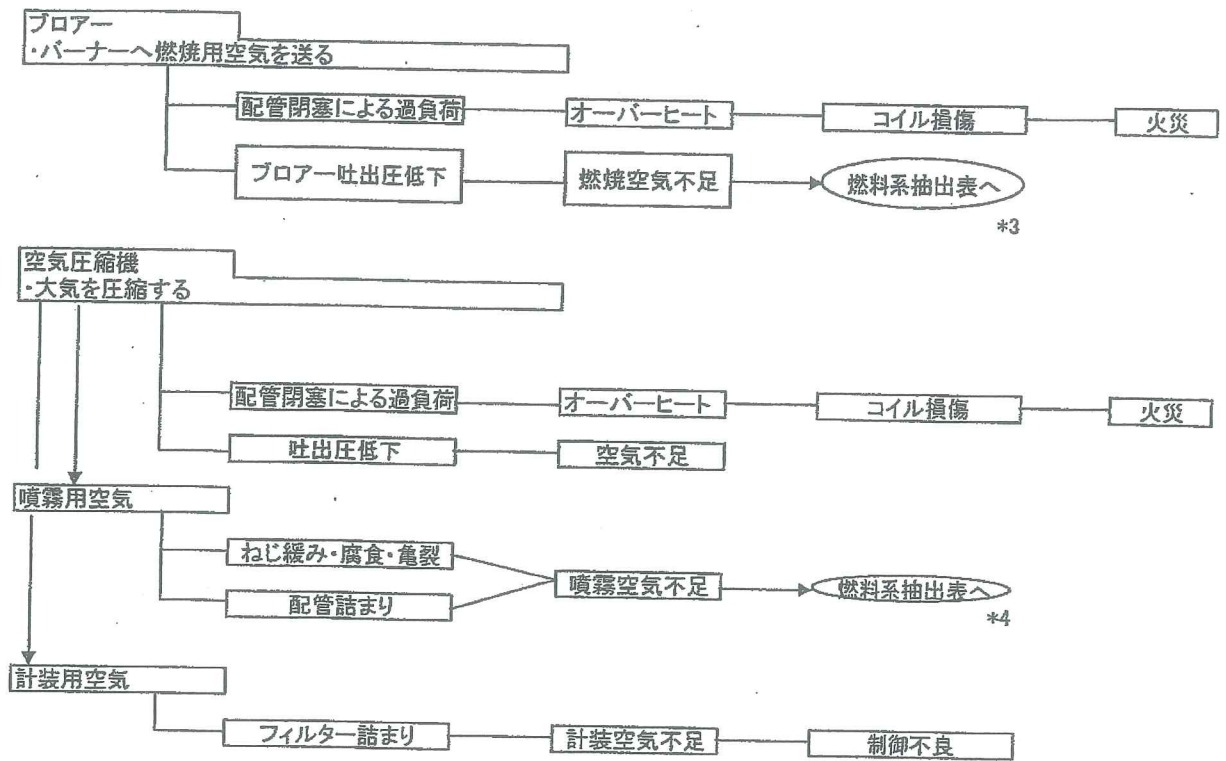 ブロアー
・バーナーへ燃焼用空気を送る
配管閉塞による過負荷 オーバーヒート コイル損傷 火災
ブロアー吐出圧低下 燃焼空気不足 燃料系抽出表へ
*3
空気圧縮機
・大気を圧縮する
配管閉塞による過負荷 オーバーヒート コイル損傷 火災
吐出圧低下 空気不足
噴霧用空気
ねじ緩み・腐食・亀裂
噴霧空気不足 燃料系抽出表へ
配管詰まり
*4
計装用空気
フィルター詰まり 計装空気不足 制御不良